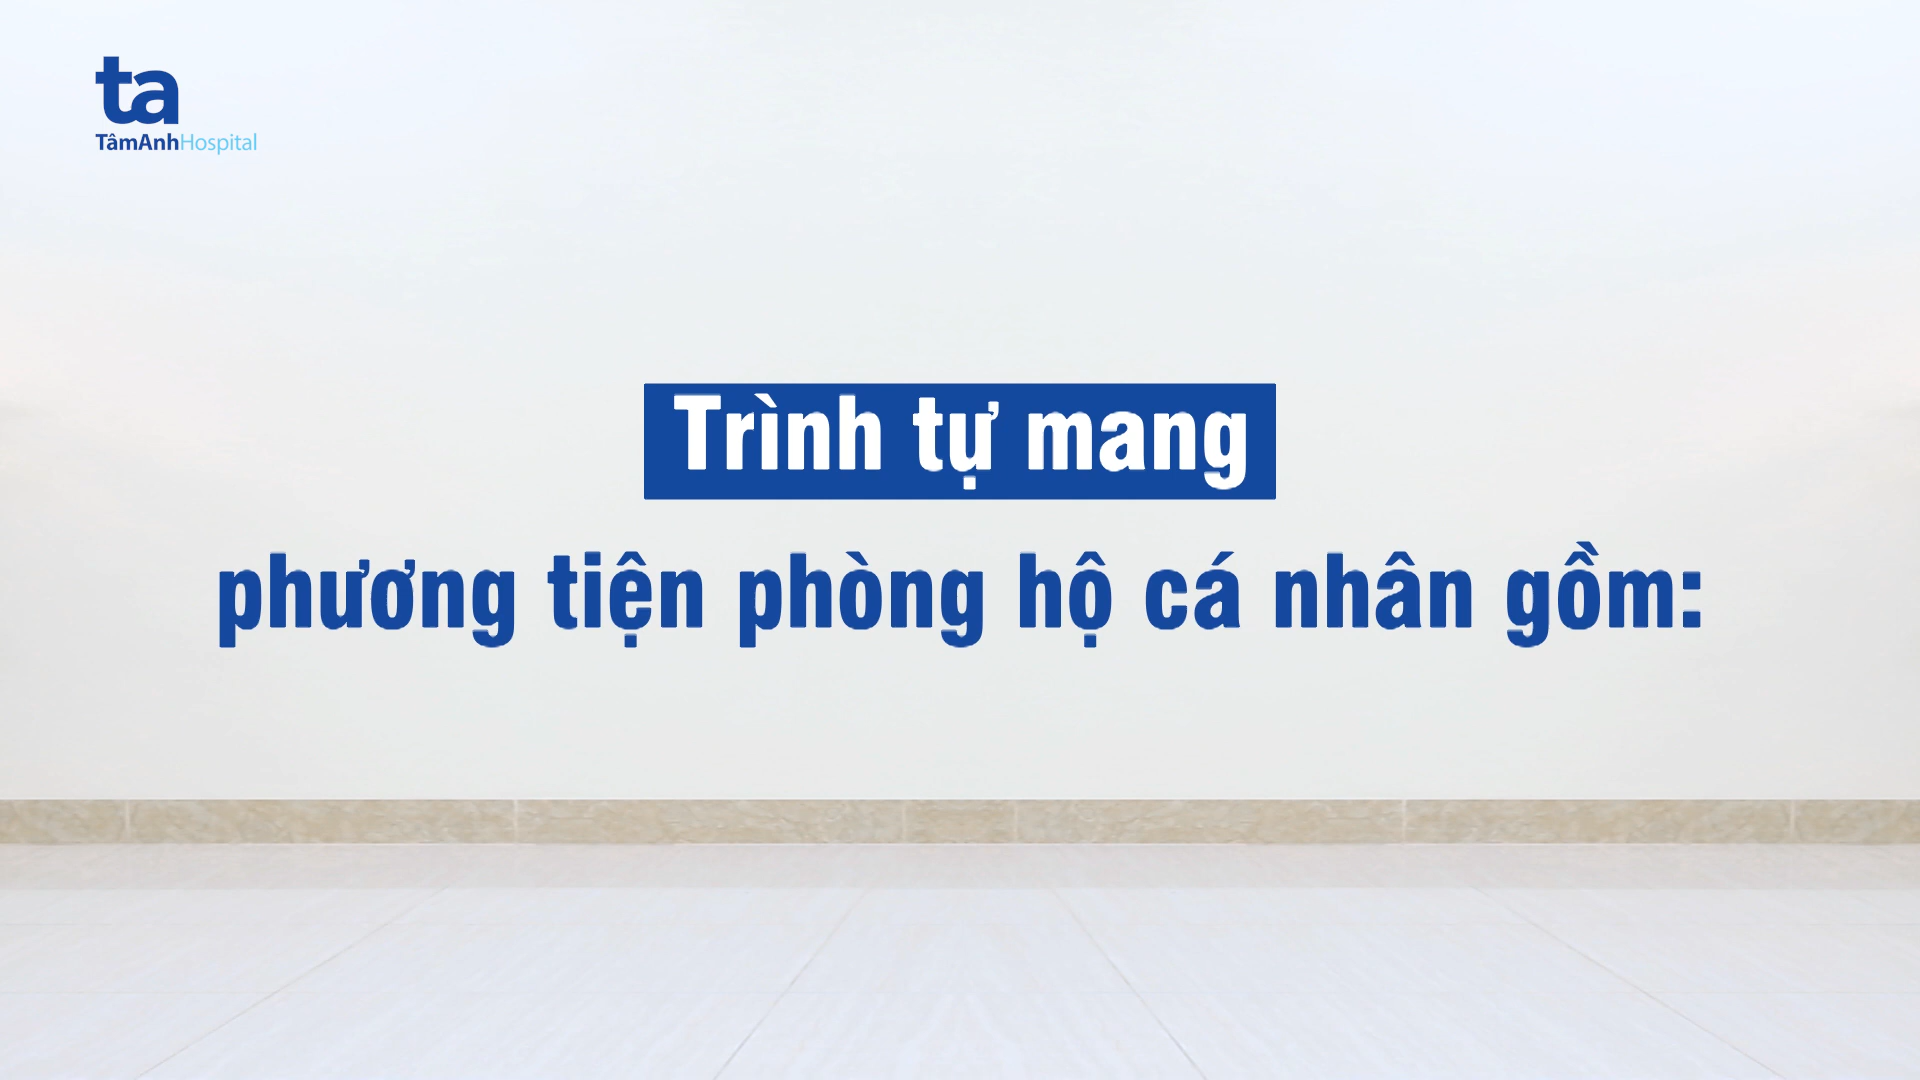 ta
TâmAnhHospital
Trình tự mang
phương tiện phòng hộ cá nhân gồm: